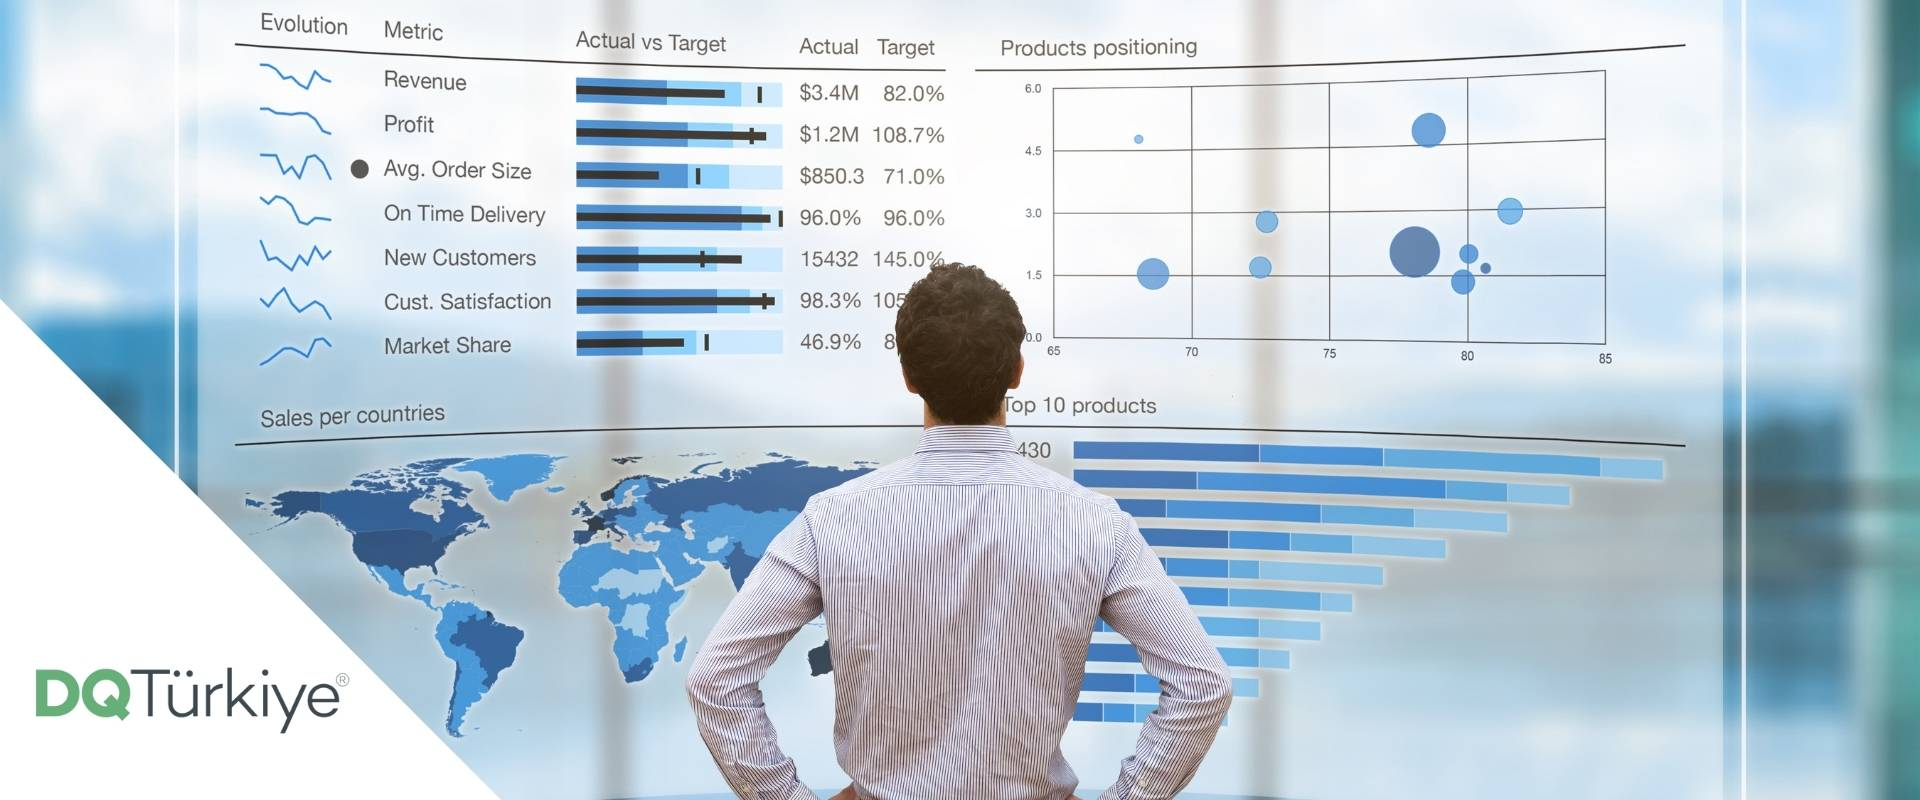 Evolution Metric Actual vs Target Actual Target
Revenue $3.4M 82.0%
Profit $1.2M 108.7%
Avg. Order Size $850.3 71.0%
On Time Delivery 96.0% 96.0%
New Customers 15432 145.0%
Cust. Satisfaction 98.3%
Market Share 46.9%
Products positioning
6.0
4.5
3.0
1.5
0.0
65 70 75 80 85
Sales per countries
Top 10 products
DQTürkiye®